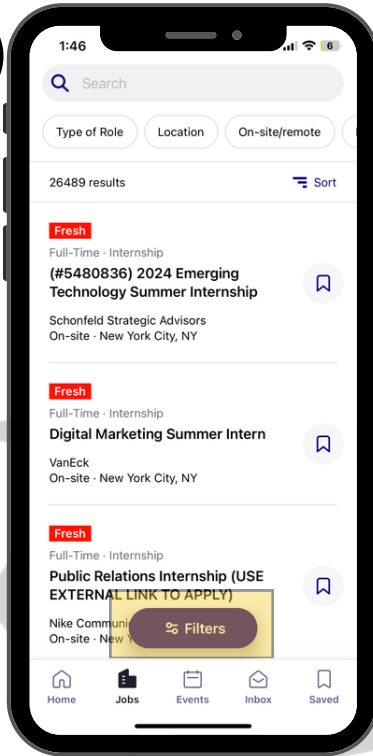 1:46
6
Search
Type of Role
Location
On-site/remote
26489 results
Sort
Fresh
Full-Time · Internship
(#5480836) 2024 Emerging
Technology Summer Internship
Schonfeld Strategic Advisors
On-site · New York City, NY
Fresh
Full-Time · Internship
Digital Marketing Summer Intern
VanEck
On-site · New York City, NY
Fresh
Full-Time · Internship
Public Relations Internship (USE
EXTERNAL LINK TO APPLY)
Nike Communi
On-site · New Y
Filters
Home
Jobs
Events
Inbox
Saved